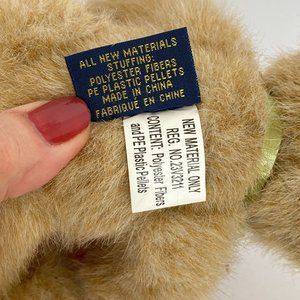 ALL NEW MATERIALS
STUFFING:
POLYESTER FIBERS
PE PLASTIC PELLETS
MADE IN CHINA
FABRIQUÉ EN CHINE
NEW MATERIAL ONLY
REG. NO.23V3211
CONTENT: Polyester Fibers
and PE Plastic Pellets